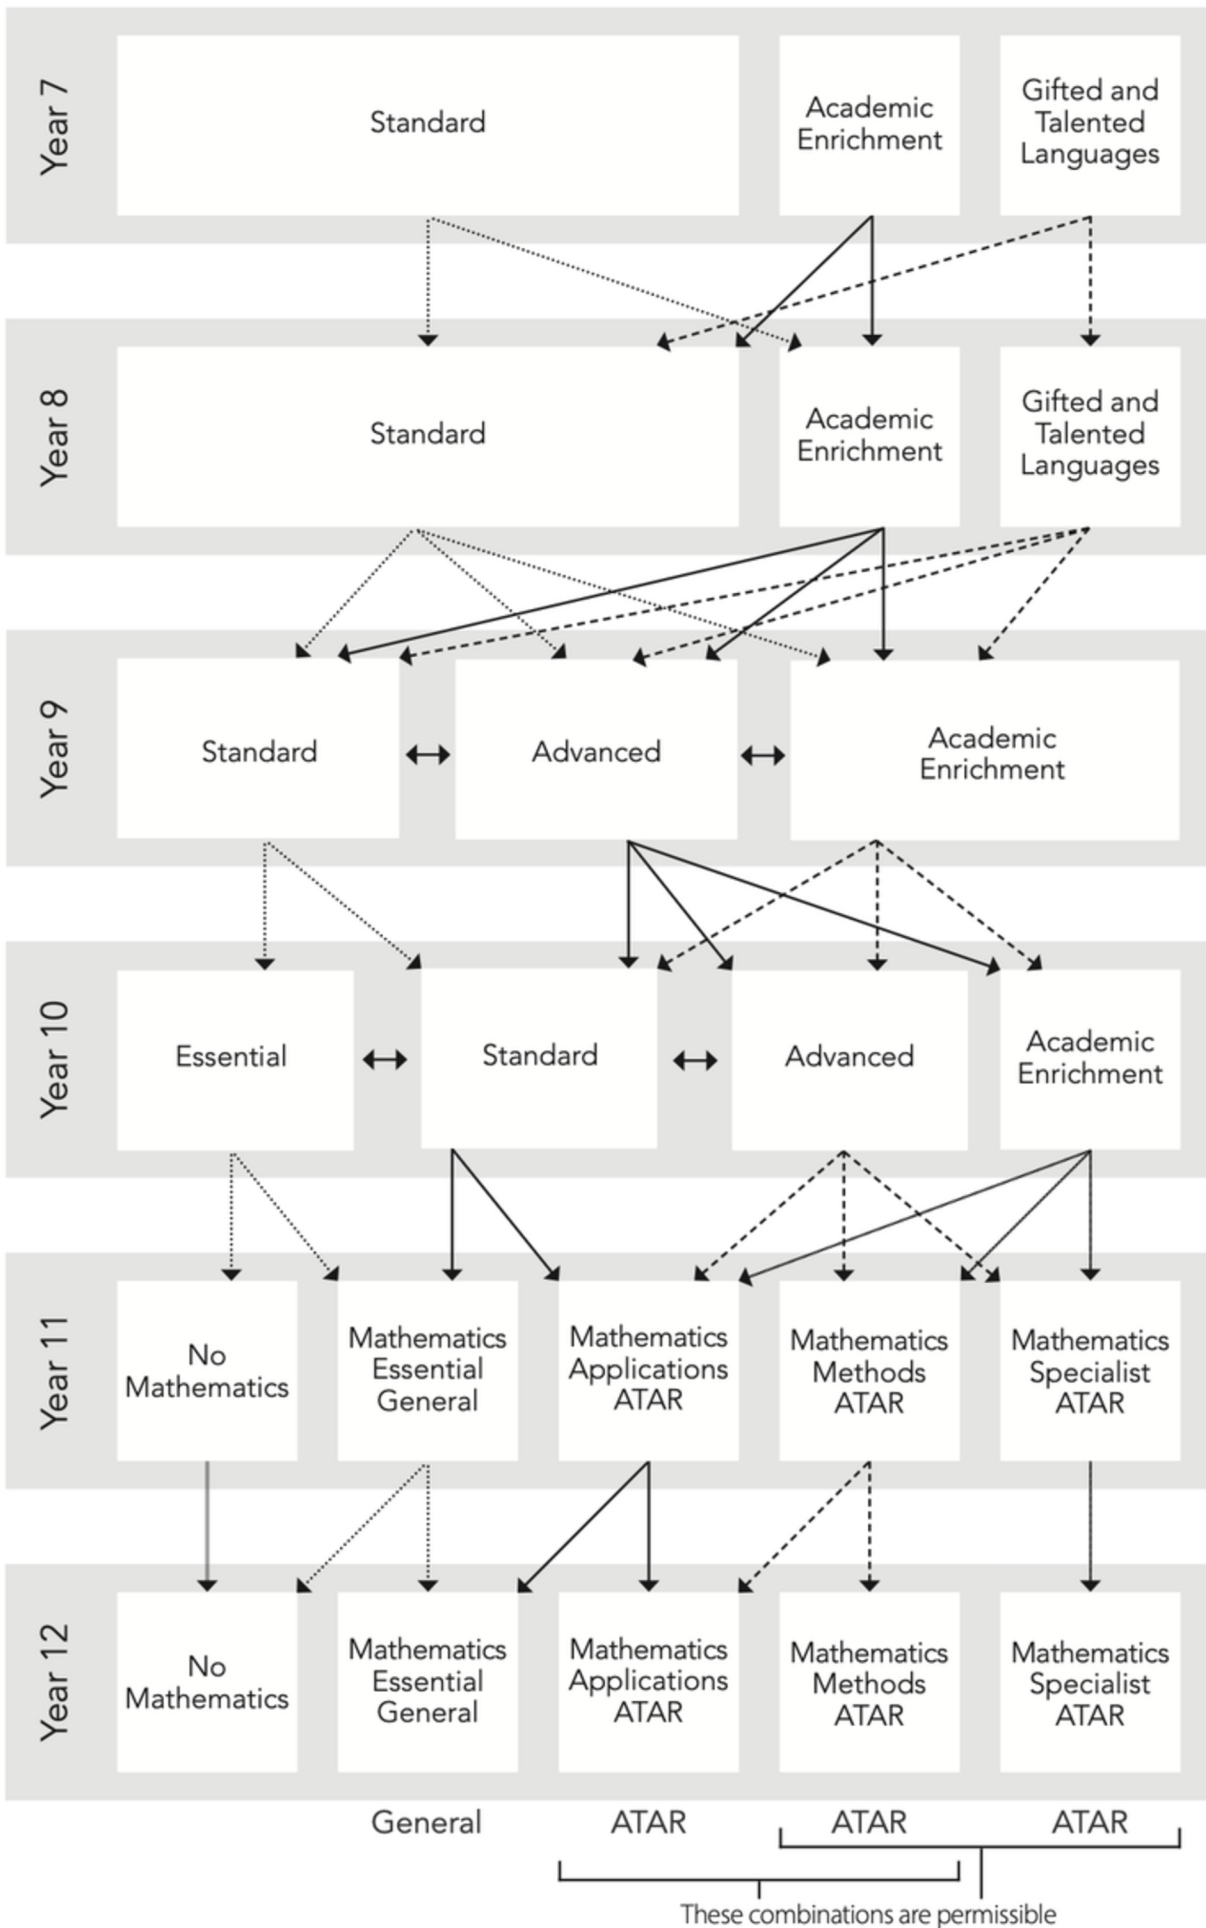 Year 7
Standard
Academic
Enrichment
Gifted and
Talented
Languages
Year 8
Standard
Academic
Enrichment
Gifted and
Talented
Languages
Year 9
Standard
Advanced
Academic
Enrichment
Year 10
Essential
Standard
Advanced
Academic
Enrichment
Year 11
No
Mathematics
Mathematics
Essential
General
Mathematics
Applications
ATAR
Mathematics
Methods
ATAR
Mathematics
Specialist
ATAR
Year 12
No
Mathematics
Mathematics
Essential
General
Mathematics
Applications
ATAR
Mathematics
Methods
ATAR
Mathematics
Specialist
ATAR
General
ATAR
ATAR
ATAR
These combinations are permissible